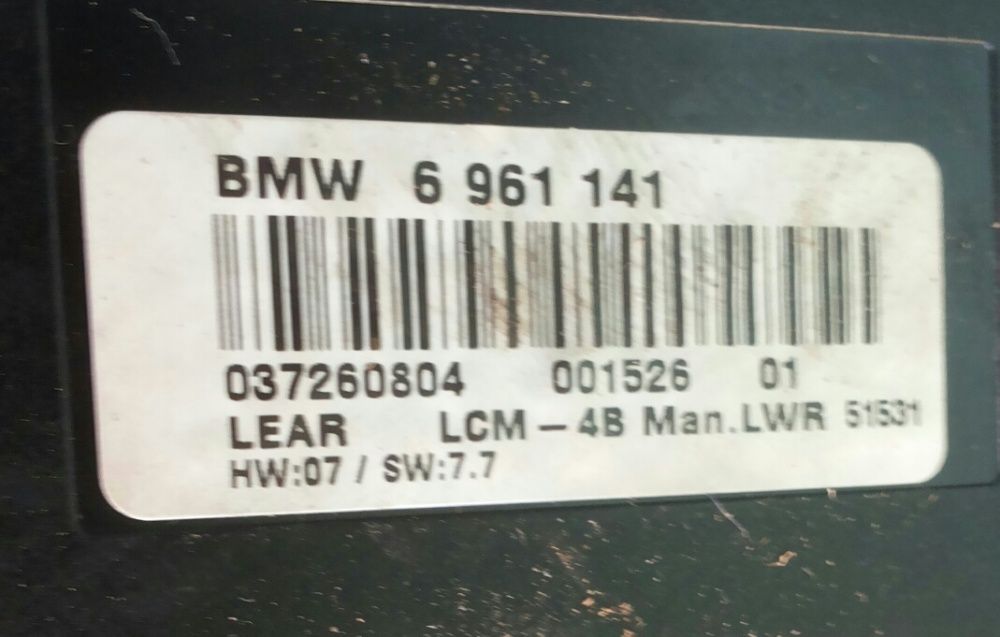 BMW 6 961 141
037260804 001526 01
LEAR LCM-4B Man.LWR 51531
HW:07 / SW:7.7